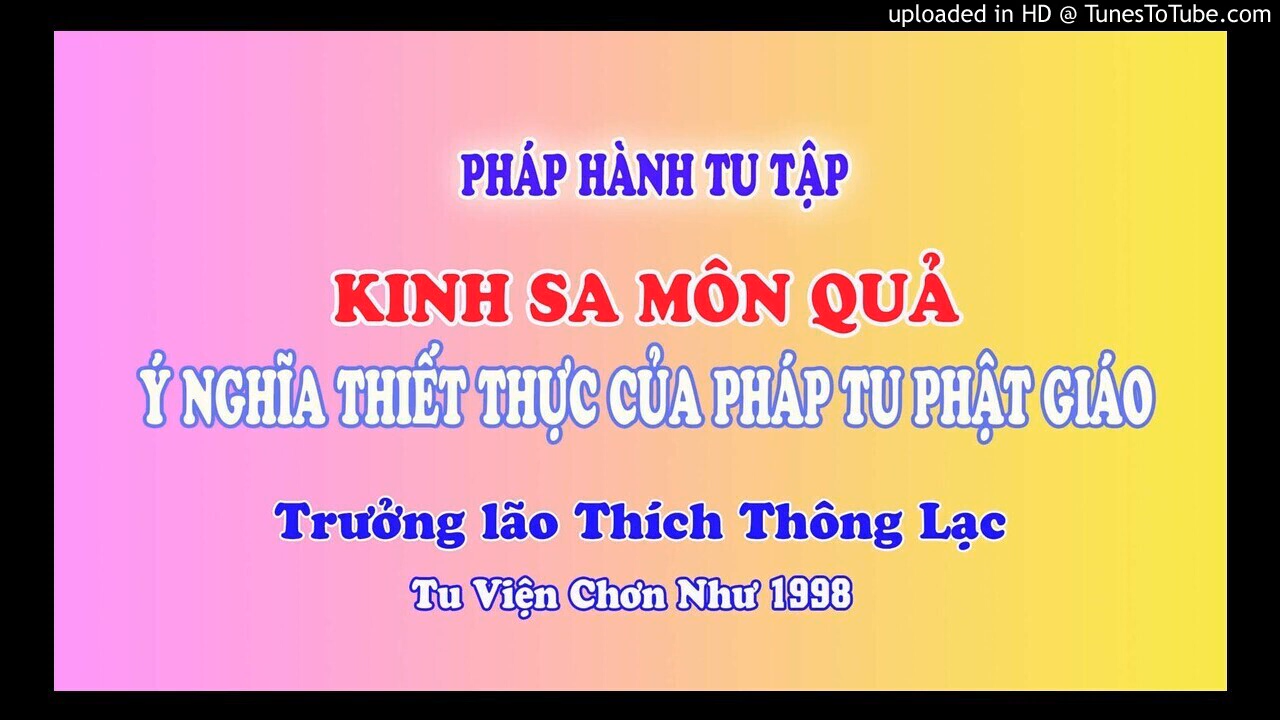 uploaded in HD @ TunesToTube.com
PHÁP HÀNH TU TẬP
KINH SA MÔN QUẢ
Ý NGHĨA THIẾT THỰC CỦA PHÁP TU PHẬT GIÁO
Trưởng lão Thích Thông Lạc
Tu Viện Chơn Như 1998